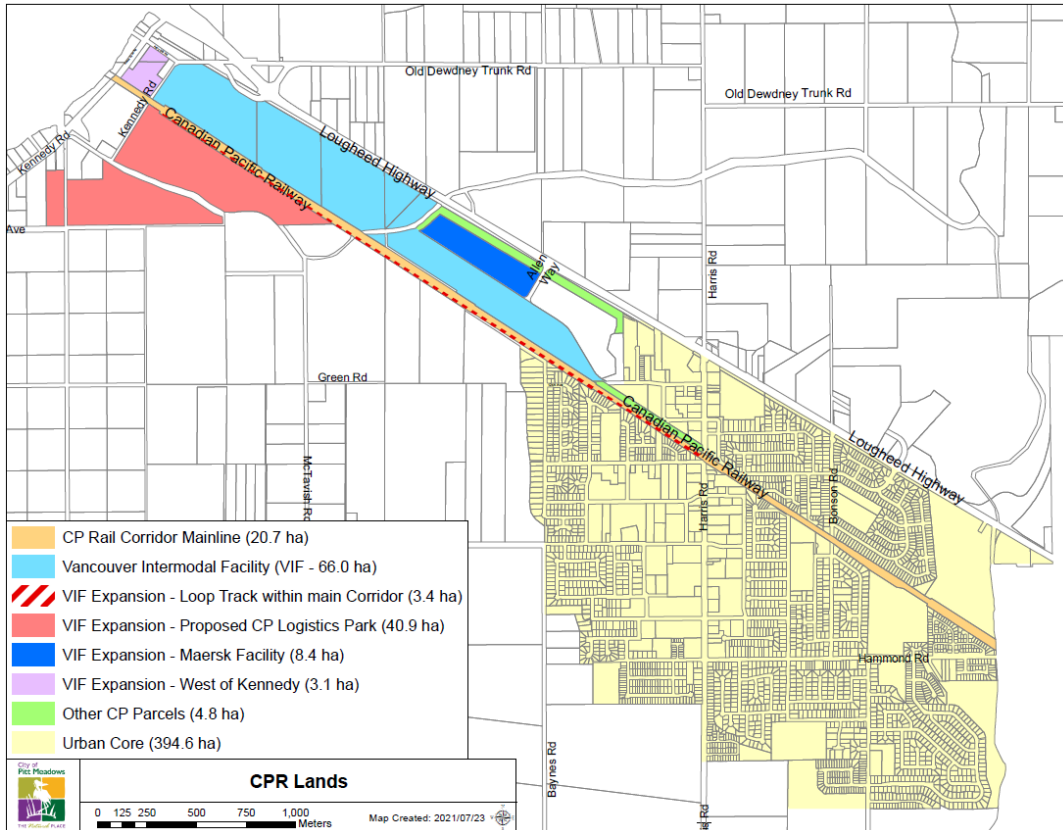 Old Dewdney Trunk Rd
Old Dewdney Trunk Rd
Kennedy Rd
Kennedy Rd
Canadian Pacific Railway
Lougheed Highway
Ave
Allen Way
Harris Rd
Green Rd
McTavish Rd
Canadian Pacific Railway
Lougheed Highway
Harris Rd
Bonson Rd
Hammond Rd
Baynes Rd
Rd
CP Rail Corridor Mainline (20.7 ha)
Vancouver Intermodal Facility (VIF - 66.0 ha)
VIF Expansion - Loop Track within main Corridor (3.4 ha)
VIF Expansion - Proposed CP Logistics Park (40.9 ha)
VIF Expansion - Maersk Facility (8.4 ha)
VIF Expansion - West of Kennedy (3.1 ha)
Other CP Parcels (4.8 ha)
Urban Core (394.6 ha)
City of
Pitt Meadows
THE Natural PLACE
CPR Lands
0 125 250 500 750 1,000
Meters
Map Created: 2021/07/23